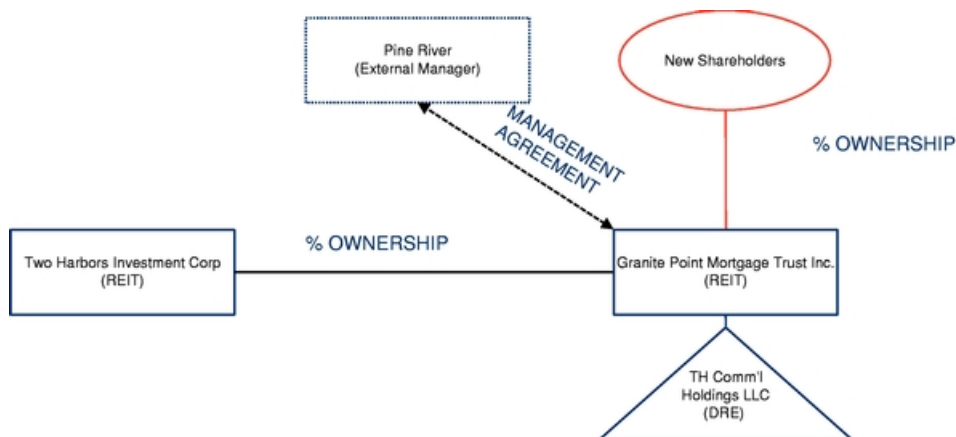 Pine River
(External Manager)
New Shareholders
MANAGEMENT
AGREEMENT
% OWNERSHIP
% OWNERSHIP
Two Harbors Investment Corp
(REIT)
Granite Point Mortgage Trust Inc.
(REIT)
TH Comm'l
Holdings LLC
(DRE)